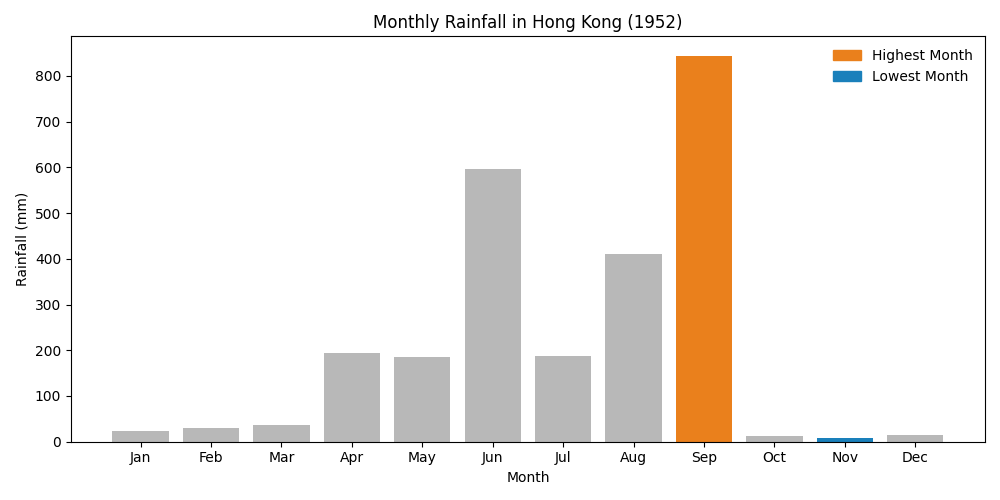 Monthly Rainfall in Hong Kong (1952)
Highest Month
Lowest Month
Rainfall (mm)
800
700
600
500
400
300
200
100
0
Jan Feb Mar Apr May Jun Jul Aug Sep Oct Nov Dec
Month